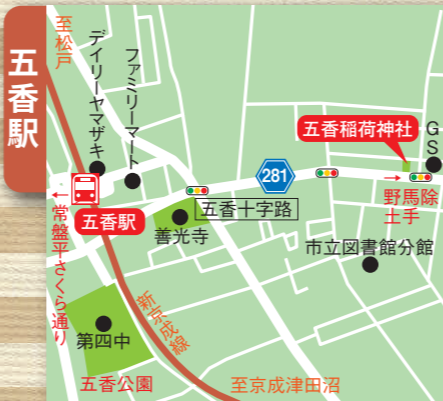 五香駅
至松戸
デイリーヤマザキ
ファミリーマート
五香稲荷神社
GS
281
←常盤平さくら通り
五香駅
五香十字路
→
野馬除
土手
善光寺
市立図書館分館
新京成線
第四中
五香公園
至京成津田沼